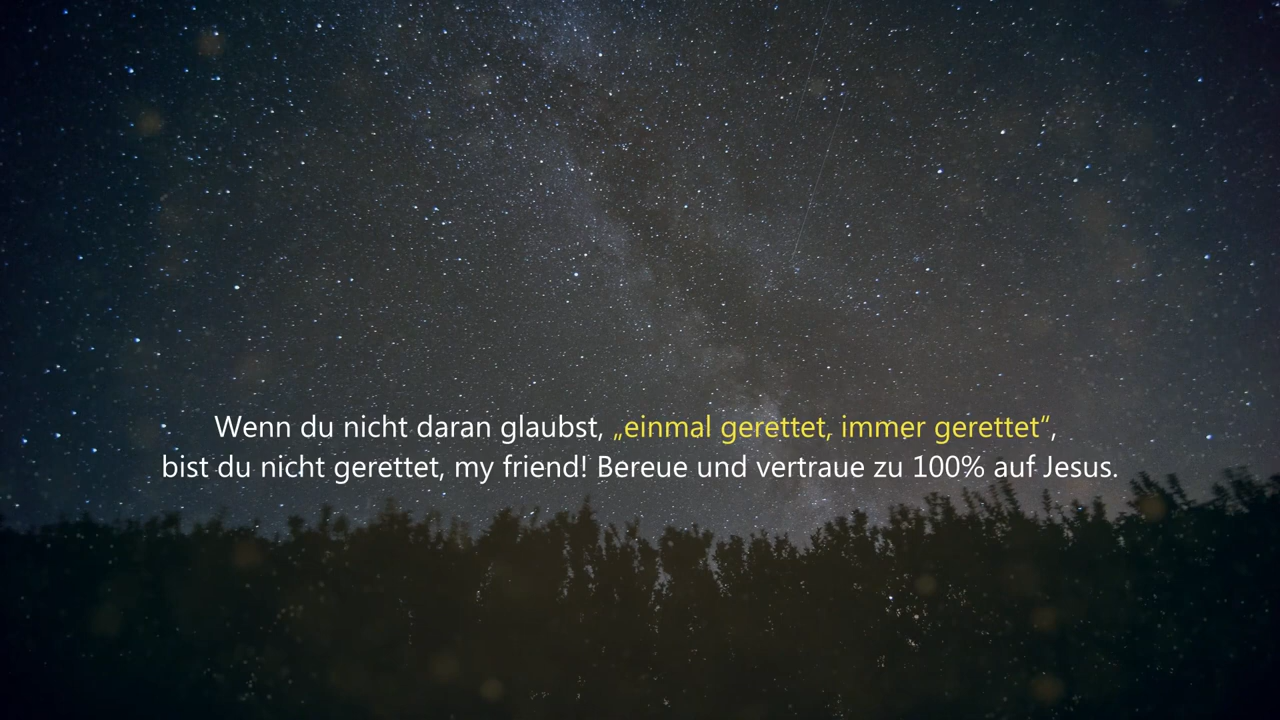 Wenn du nicht daran glaubst, „einmal gerettet, immer gerettet“,
bist du nicht gerettet, my friend! Bereue und vertraue zu 100% auf Jesus.